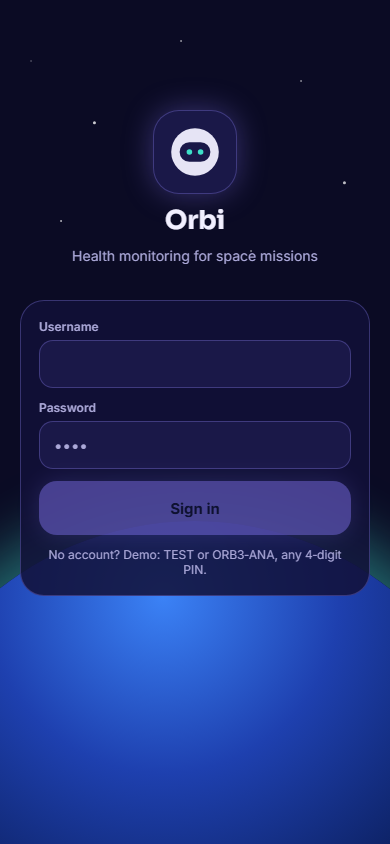 Orbi
Health monitoring for spacè missions
Username
Password
••••
Sign in
No account? Demo: TEST or ORB3-ANA, any 4-digit
PIN.